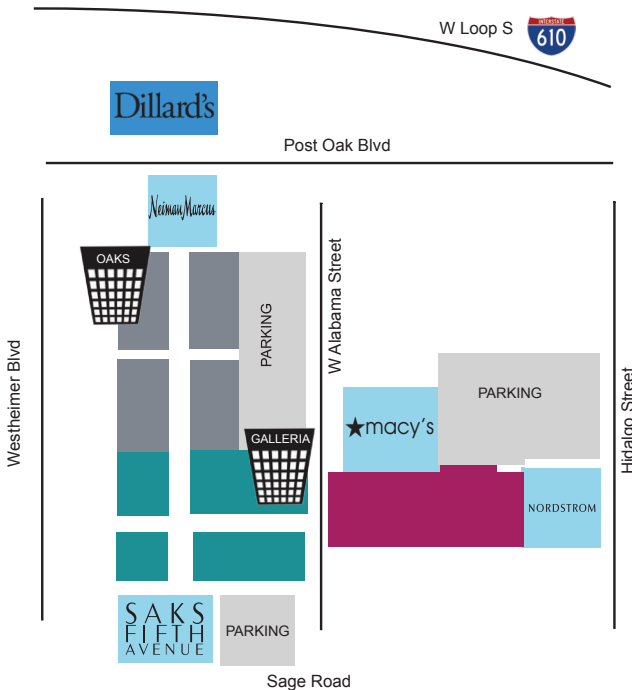 W Loop S
INTERSTATE
610
Dillard's
Post Oak Blvd
Neiman Marcus
OAKS
PARKING
W Alabama Street
Westheimer Blvd
Hidalgo Street
PARKING
macy's
GALLERIA
NORDSTROM
SAKS
FIFTH
AVENUE
PARKING
Sage Road